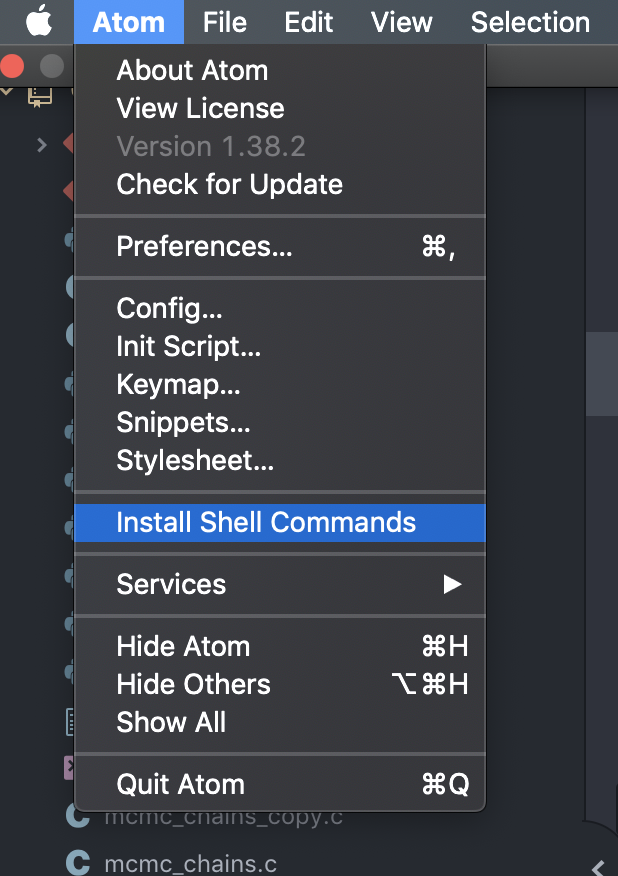 Atom File Edit View Selection
About Atom
View License
Version 1.38.2
Check for Update
Preferences... ⌘,
Config...
Init Script...
Keymap...
Snippets...
Stylesheet...
Install Shell Commands
Services ▶
Hide Atom ⌘H
Hide Others ⌥⌘H
Show All
Quit Atom ⌘Q
mcmc_chains_copy.c
mcmc_chains.c